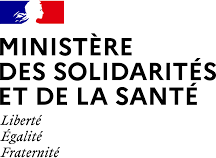 MINISTÈRE
DES SOLIDARITÉS
ET DE LA SANTÉ
Liberté
Égalité
Fraternité